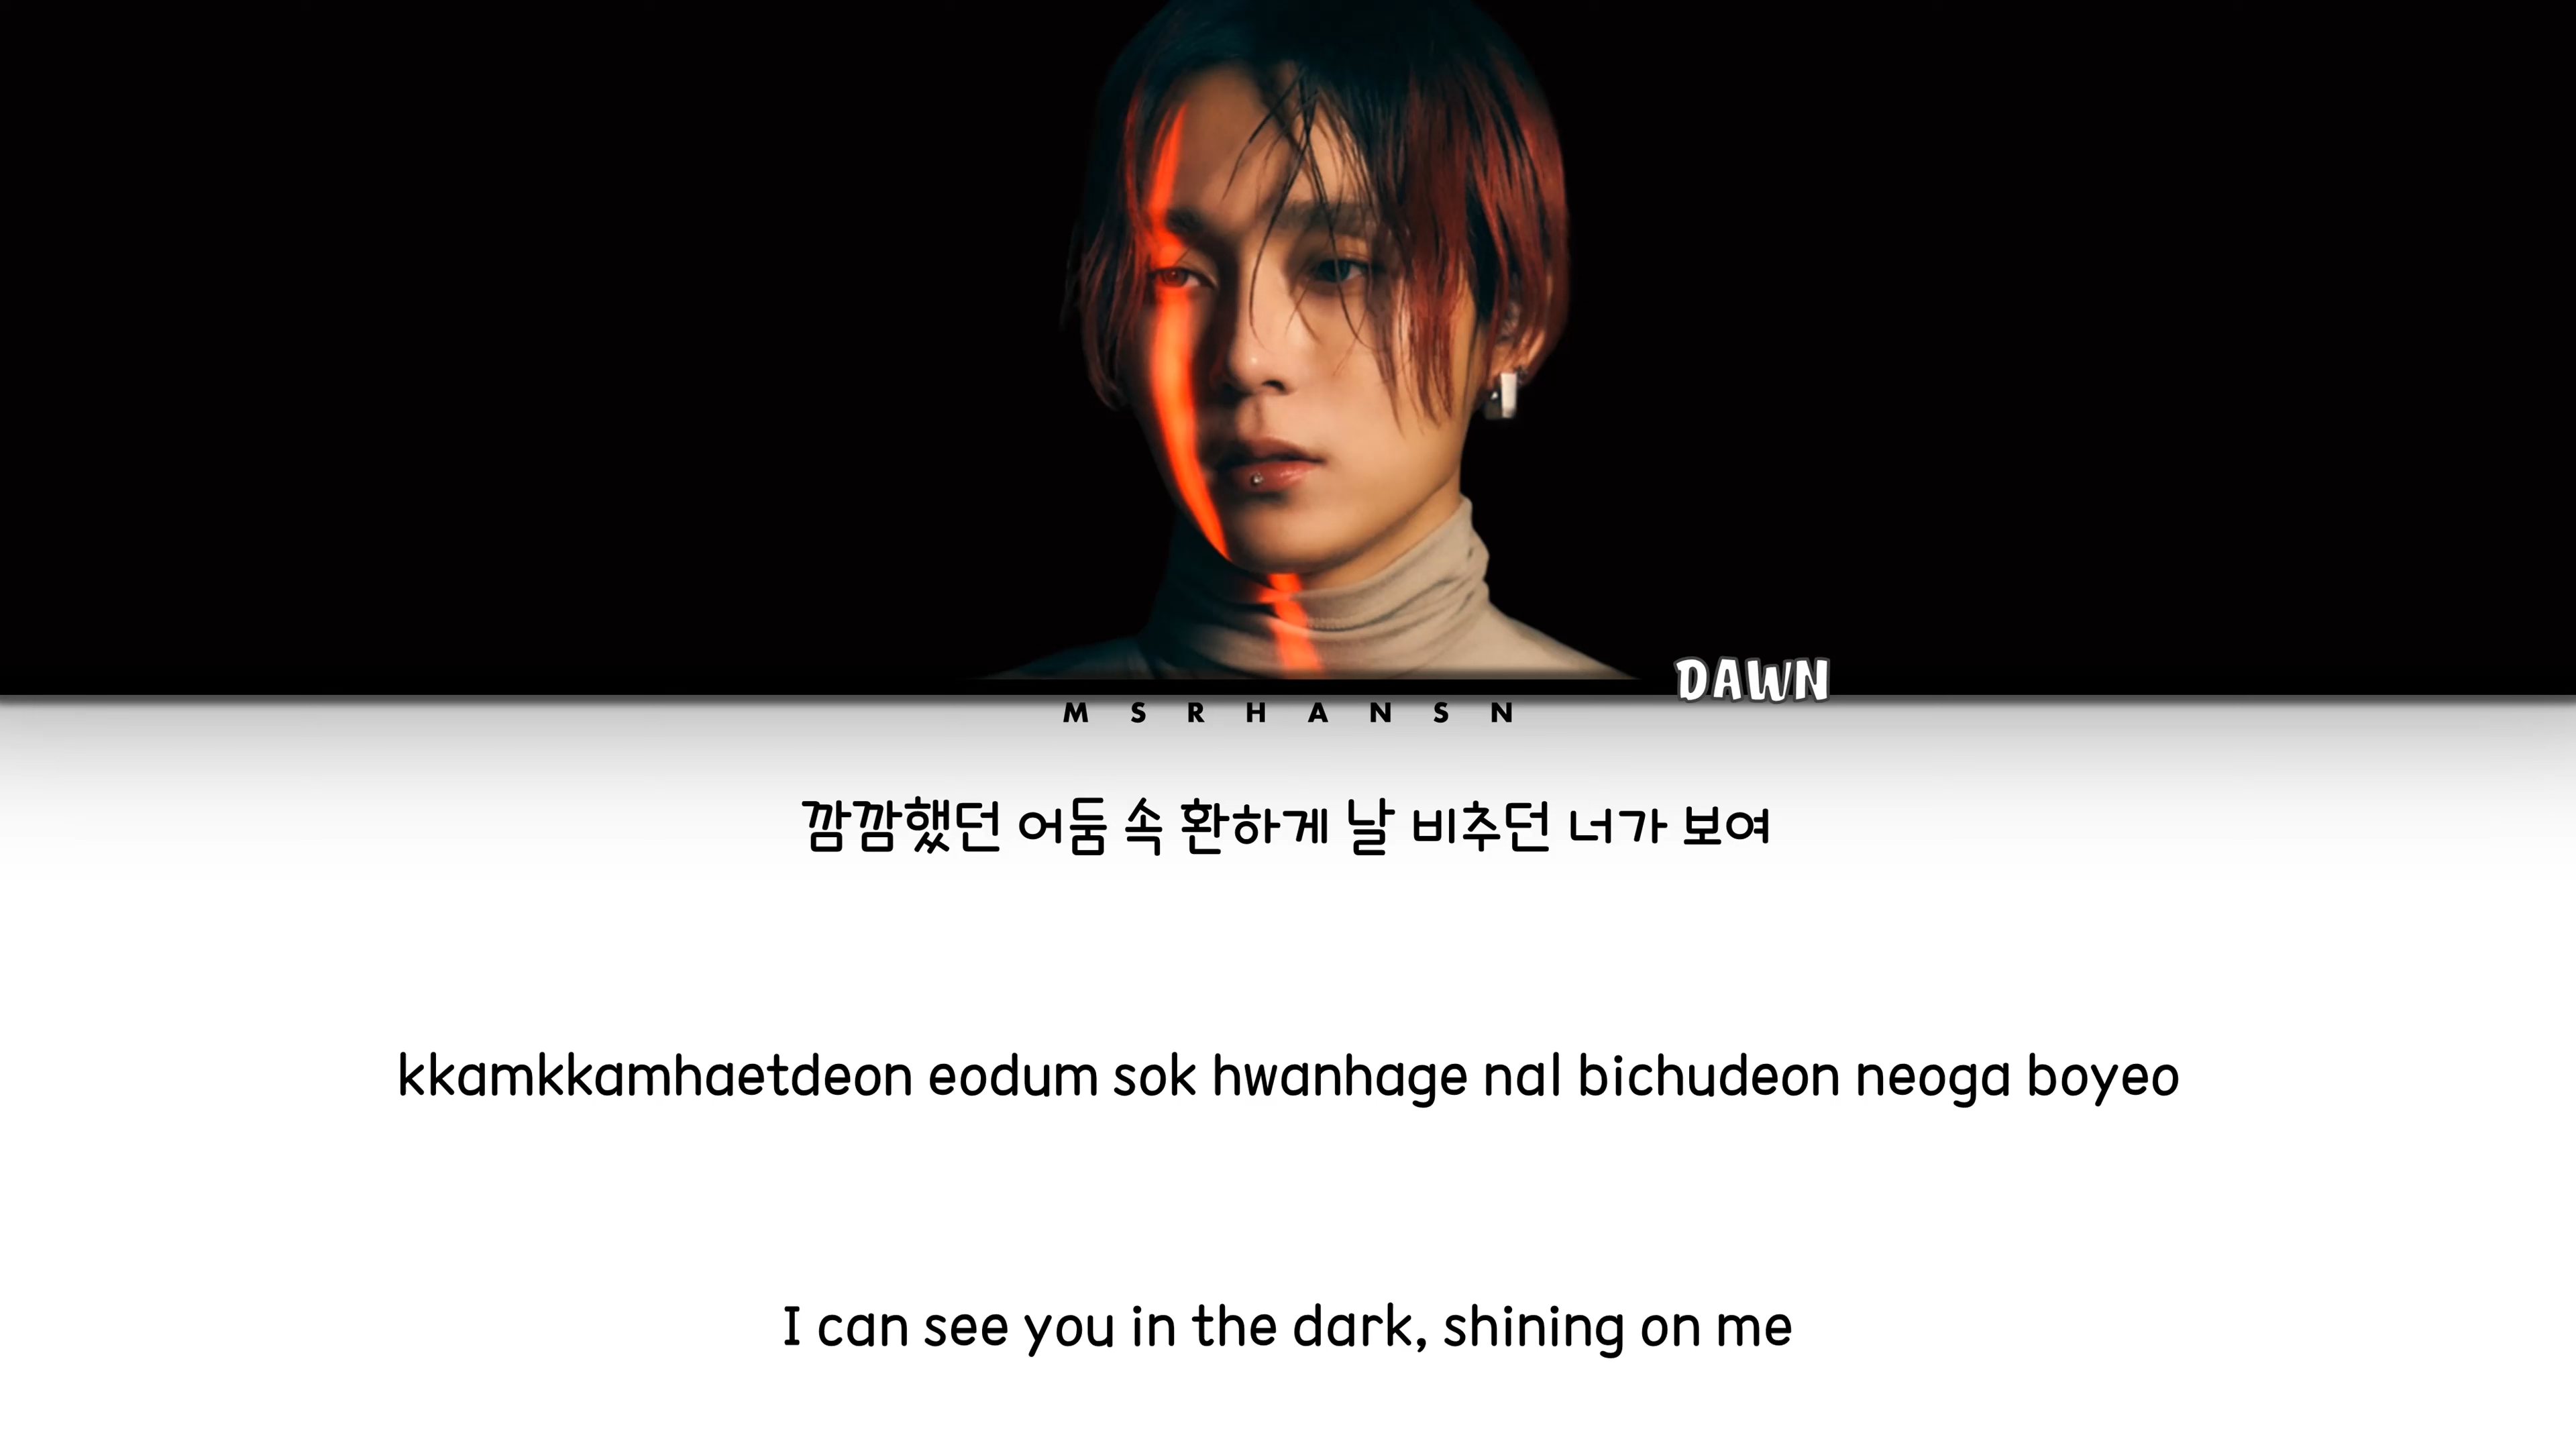 DAWN
M S R H A N S N
깜깜했던 어둠 속 환하게 날 비추던 너가 보여
kkamkkamhaetdeon eodum sok hwanhage nal bichudeon neoga boyeo
I can see you in the dark, shining on me